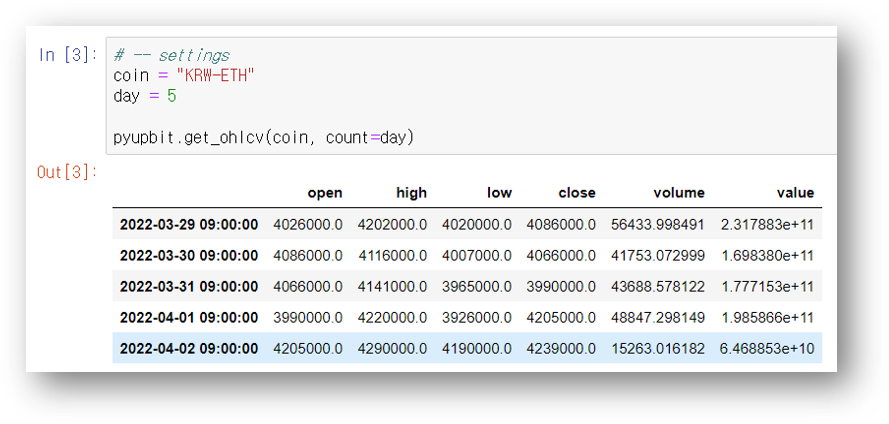 In [3]: # -- settings
coin = "KRW-ETH"
day = 5
pyupbit.get_ohlcv(coin, count=day)
Out[3]:
open high low close volume value
2022-03-29 09:00:00 4026000.0 4202000.0 4020000.0 4086000.0 56433.998491 2.317883e+11
2022-03-30 09:00:00 4086000.0 4116000.0 4007000.0 4066000.0 41753.072999 1.698380e+11
2022-03-31 09:00:00 4066000.0 4141000.0 3965000.0 3990000.0 43688.578122 1.777153e+11
2022-04-01 09:00:00 3990000.0 4220000.0 3926000.0 4205000.0 48847.298149 1.985866e+11
2022-04-02 09:00:00 4205000.0 4290000.0 4190000.0 4239000.0 15263.016182 6.468853e+10